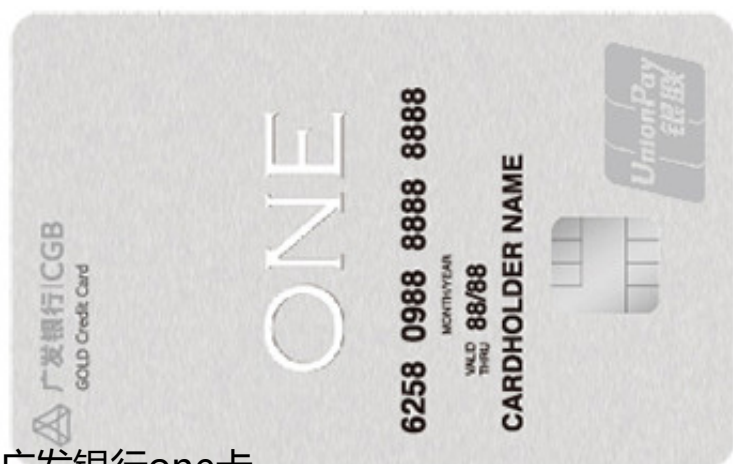 广发银行|CGB
GOLD Credit Card
ONE
6258 0988 8888 8888
MONTH/YEAR
VALID THRU 88/88
CARDHOLDER NAME
UnionPay
银联
广发银行one卡